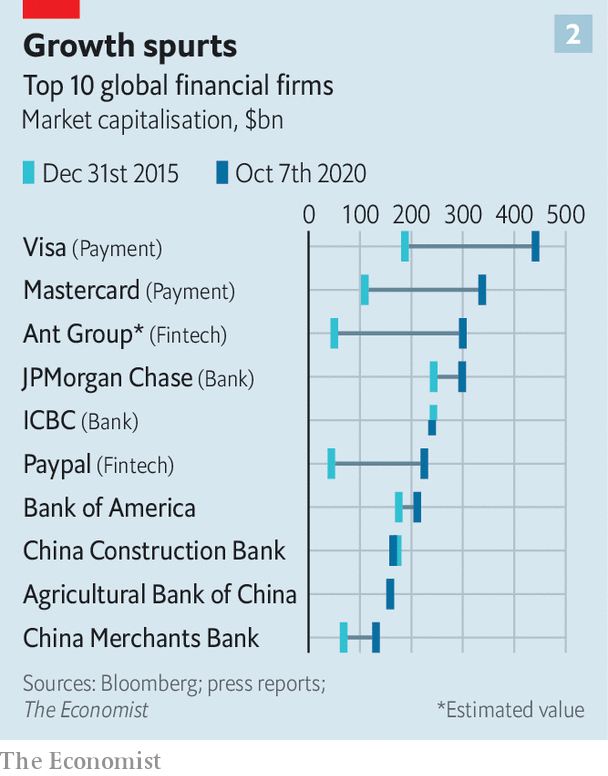 Growth spurts
2
Top 10 global financial firms
Market capitalisation, $bn
Dec 31st 2015 Oct 7th 2020
0 100 200 300 400 500
Visa (Payment)
Mastercard (Payment)
Ant Group* (Fintech)
JPMorgan Chase (Bank)
ICBC (Bank)
Paypal (Fintech)
Bank of America
China Construction Bank
Agricultural Bank of China
China Merchants Bank
Sources: Bloomberg; press reports;
The Economist *Estimated value
The Economist